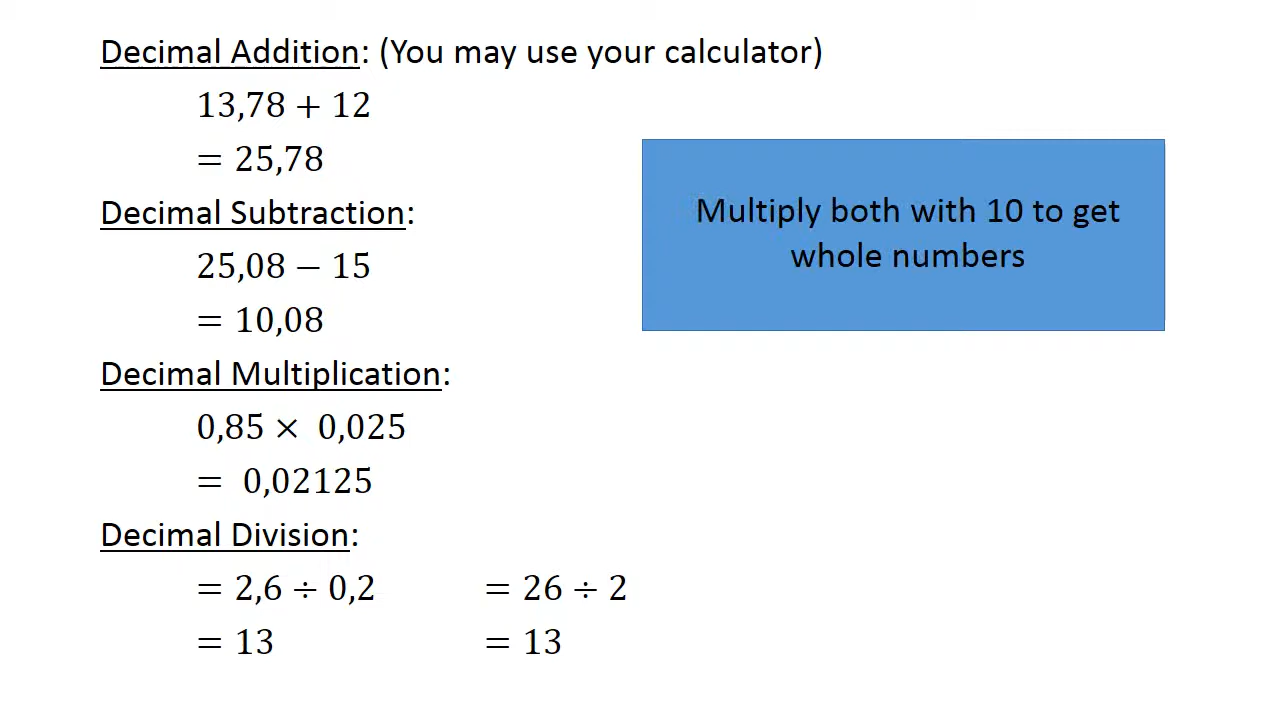 Decimal Addition: (You may use your calculator)
13,78 + 12
= 25,78
Multiply both with 10 to get
whole numbers
Decimal Subtraction:
25,08 − 15
= 10,08
Decimal Multiplication:
0,85 × 0,025
= 0,02125
Decimal Division:
= 2,6 ÷ 0,2 = 26 ÷ 2
= 13 = 13